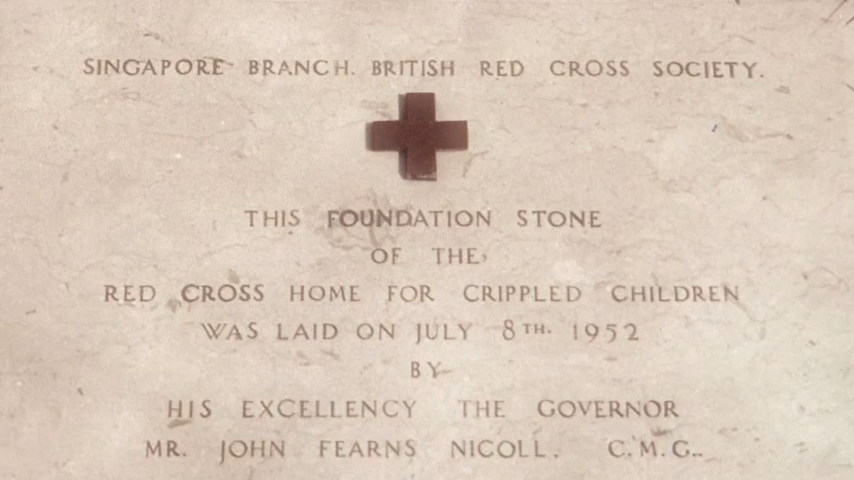 SINGAPORE BRANCH. BRITISH RED CROSS SOCIETY.
THIS FOUNDATION STONE
OF THE
RED CROSS HOME FOR CRIPPLED CHILDREN
WAS LAID ON JULY 8TH. 1952
BY
HIS EXCELLENCY THE GOVERNOR
MR. JOHN FEARNS NICOLL. C.M.G..